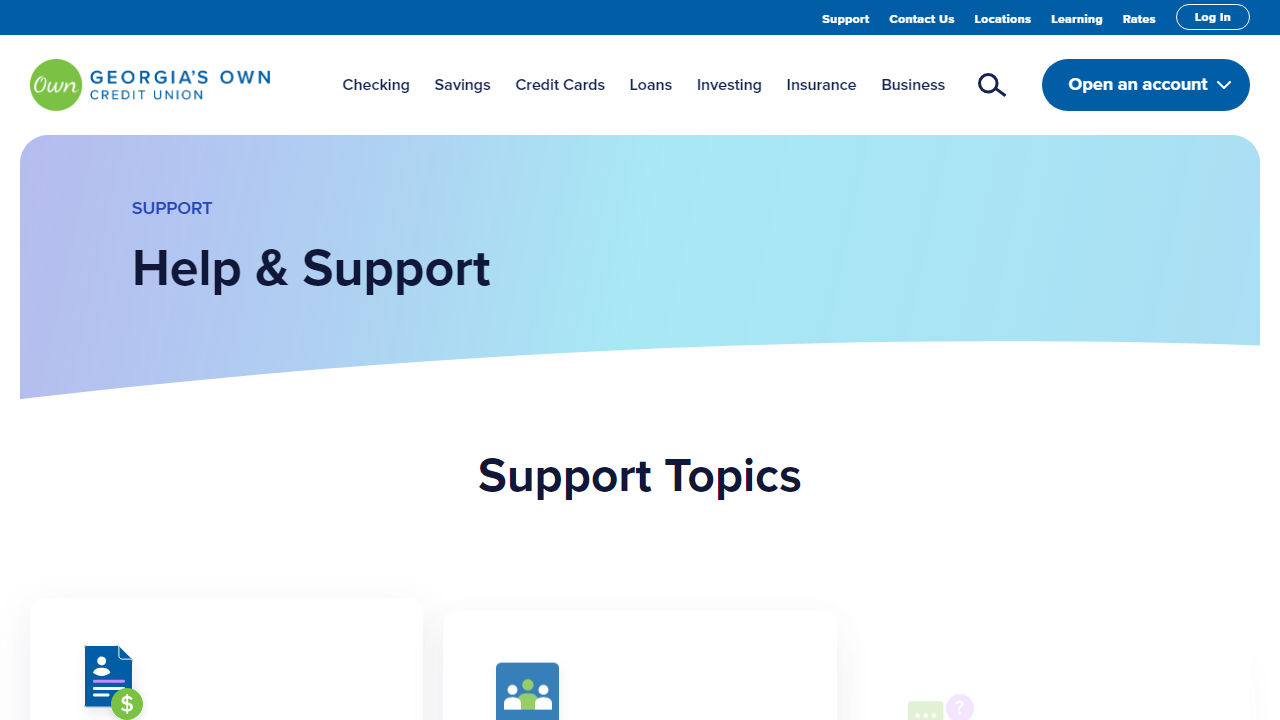 Support Contact Us Locations Learning Rates Log In
Own GEORGIA'S OWN
CREDIT UNION
Checking Savings Credit Cards Loans Investing Insurance Business Open an account
SUPPORT
Help & Support
Support Topics
$
?